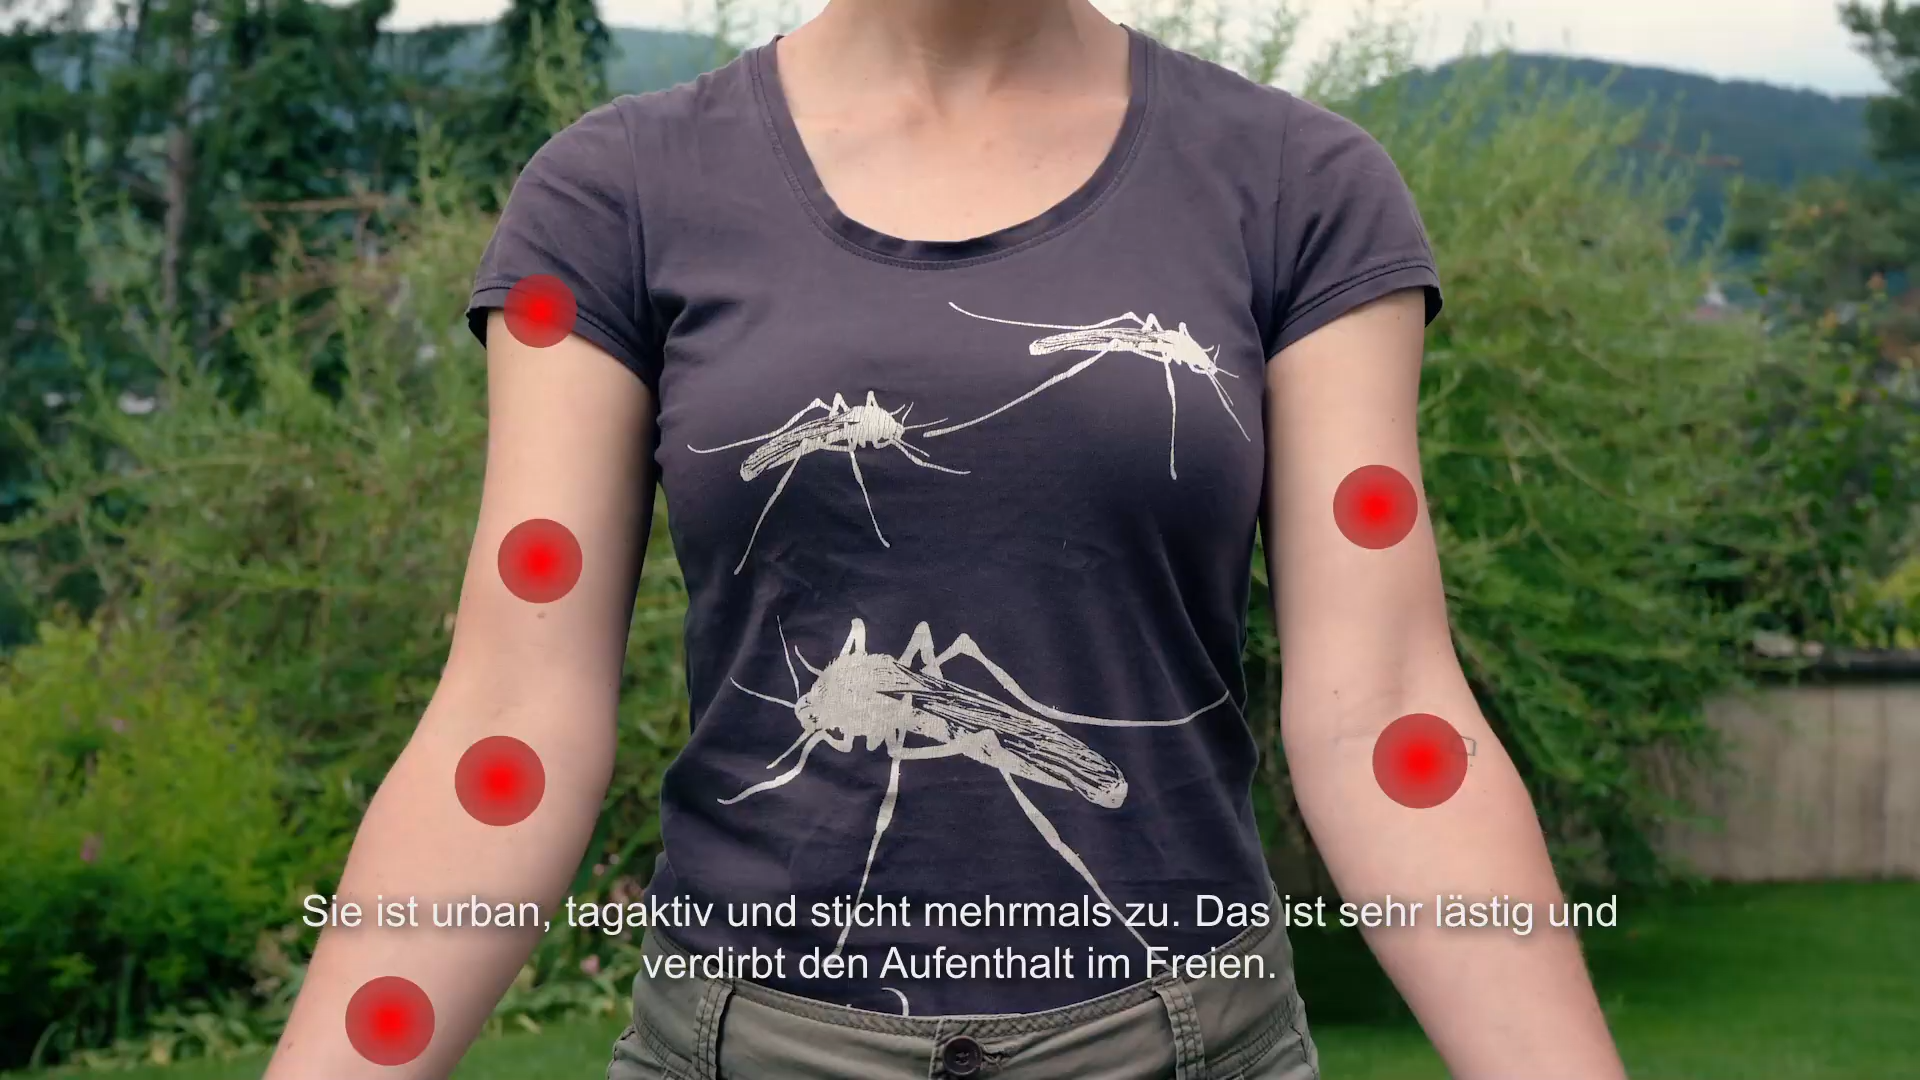 Sie ist urban, tagaktiv und sticht mehrmals zu. Das ist sehr lästig und
verdirbt den Aufenthalt im Freien.